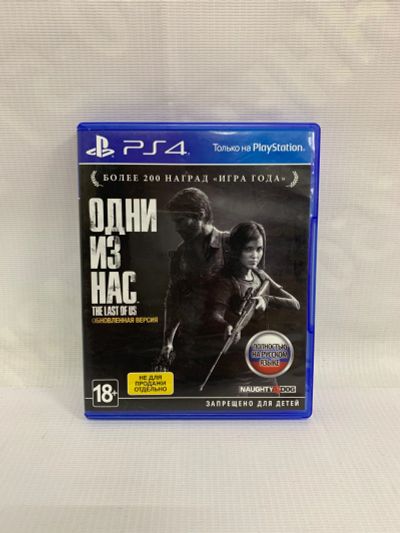 PS4
Только на PlayStation.
БОЛЕЕ 200 НАГРАД «ИГРА ГОДА»
ОДНИ
ИЗ
НАС
THE LAST OF US
ОБНОВЛЕННАЯ ВЕРСИЯ
ПОЛНОСТЬЮ
НА РУССКОМ
ЯЗЫКЕ
НЕ ДЛЯ
ПРОДАЖИ
ОТДЕЛЬНО
18+
NAUGHTY DOG
ЗАПРЕЩЕНО ДЛЯ ДЕТЕЙ